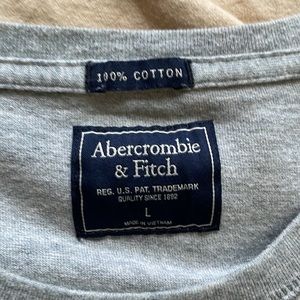 100% COTTON
Abercrombie
& Fitch
REG. U.S. PAT. TRADEMARK
QUALITY SINCE 1892
L
MADE IN VIETNAM